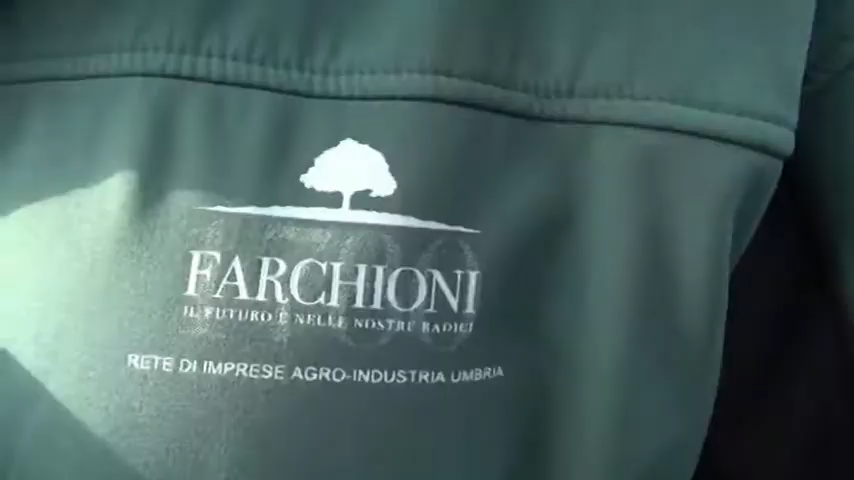 FARCHIONI
IL FUTURO È NELLE NOSTRE RADICI
RETE DI IMPRESE AGRO-INDUSTRIA UMBRIA